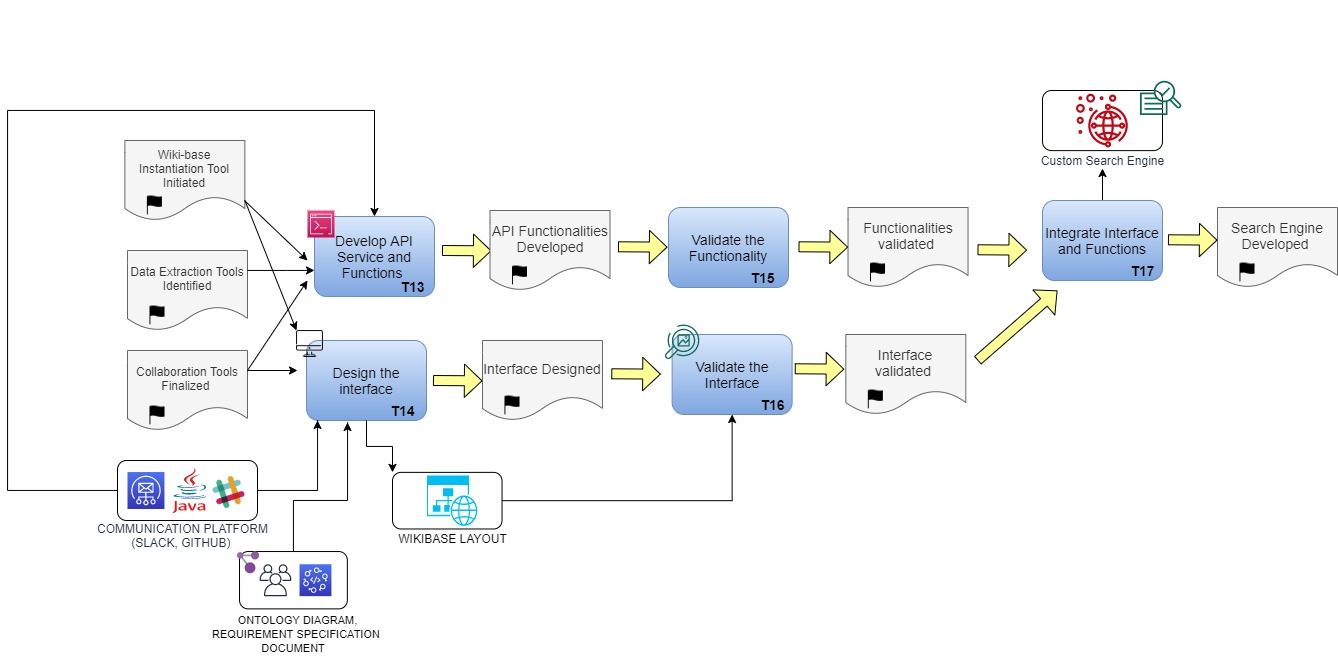 Custom Search Engine
Wiki-base
Instantiation Tool
Initiated
Develop API
Service and
Functions
T13
API Functionalities
Developed
Validate the
Functionality
T15
Functionalities
validated
Integrate Interface
and Functions
T17
Search Engine
Developed
Data Extraction Tools
Identified
Collaboration Tools
Finalized
Design the
interface
T14
Interface Designed
Validate the
Interface
T16
Interface
validated
Java
COMMUNICATION PLATFORM
(SLACK, GITHUB)
WIKIBASE LAYOUT
ONTOLOGY DIAGRAM,
REQUIREMENT SPECIFICATION
DOCUMENT